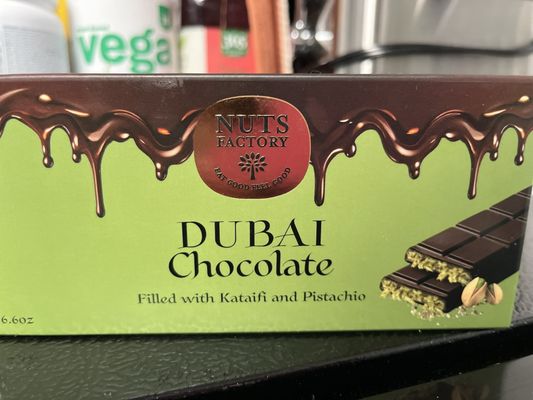 vega
NUTS
FACTORY
EAT GOOD FEEL GOOD
DUBAI
Chocolate
Filled with Kataifi and Pistachio
6.6oz